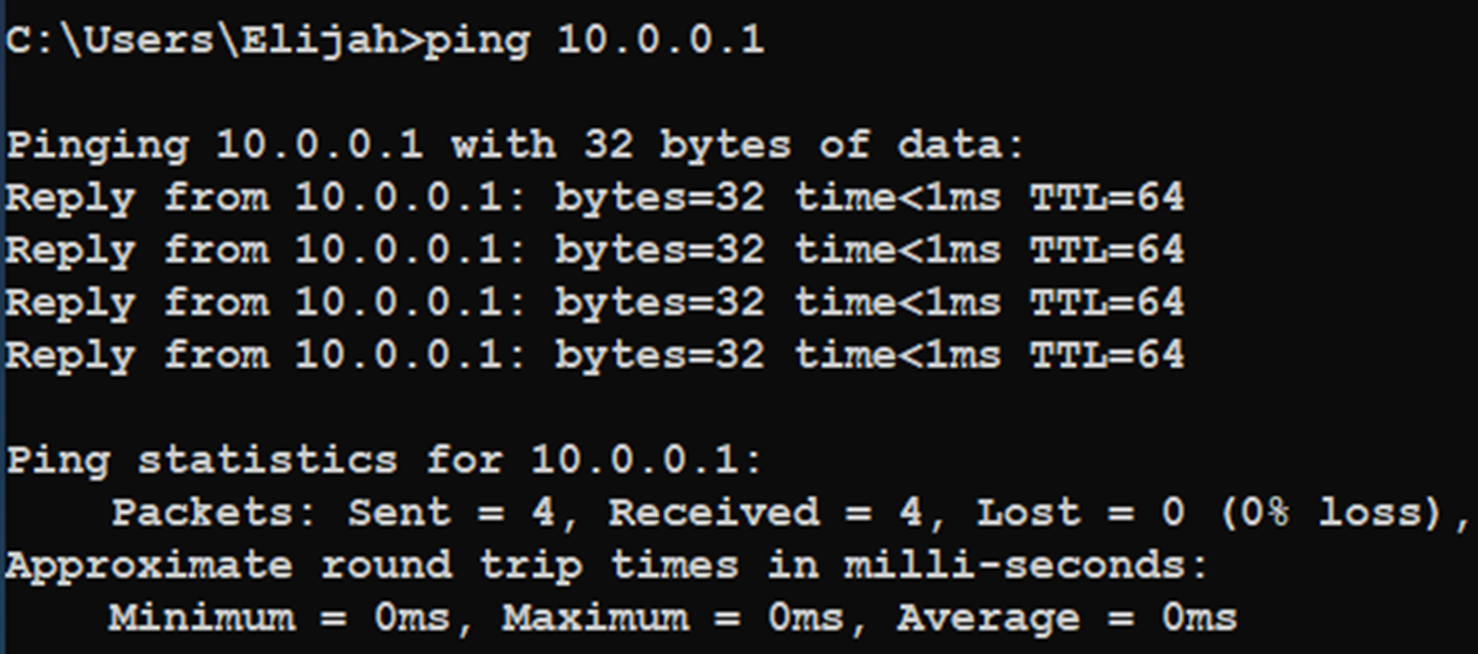 C:\Users\Elijah>ping 10.0.0.1
Pinging 10.0.0.1 with 32 bytes of data:
Reply from 10.0.0.1: bytes=32 time<1ms TTL=64
Reply from 10.0.0.1: bytes=32 time<1ms TTL=64
Reply from 10.0.0.1: bytes=32 time<1ms TTL=64
Reply from 10.0.0.1: bytes=32 time<1ms TTL=64
Ping statistics for 10.0.0.1:
    Packets: Sent = 4, Received = 4, Lost = 0 (0% loss),
Approximate round trip times in milli-seconds:
    Minimum = 0ms, Maximum = 0ms, Average = 0ms